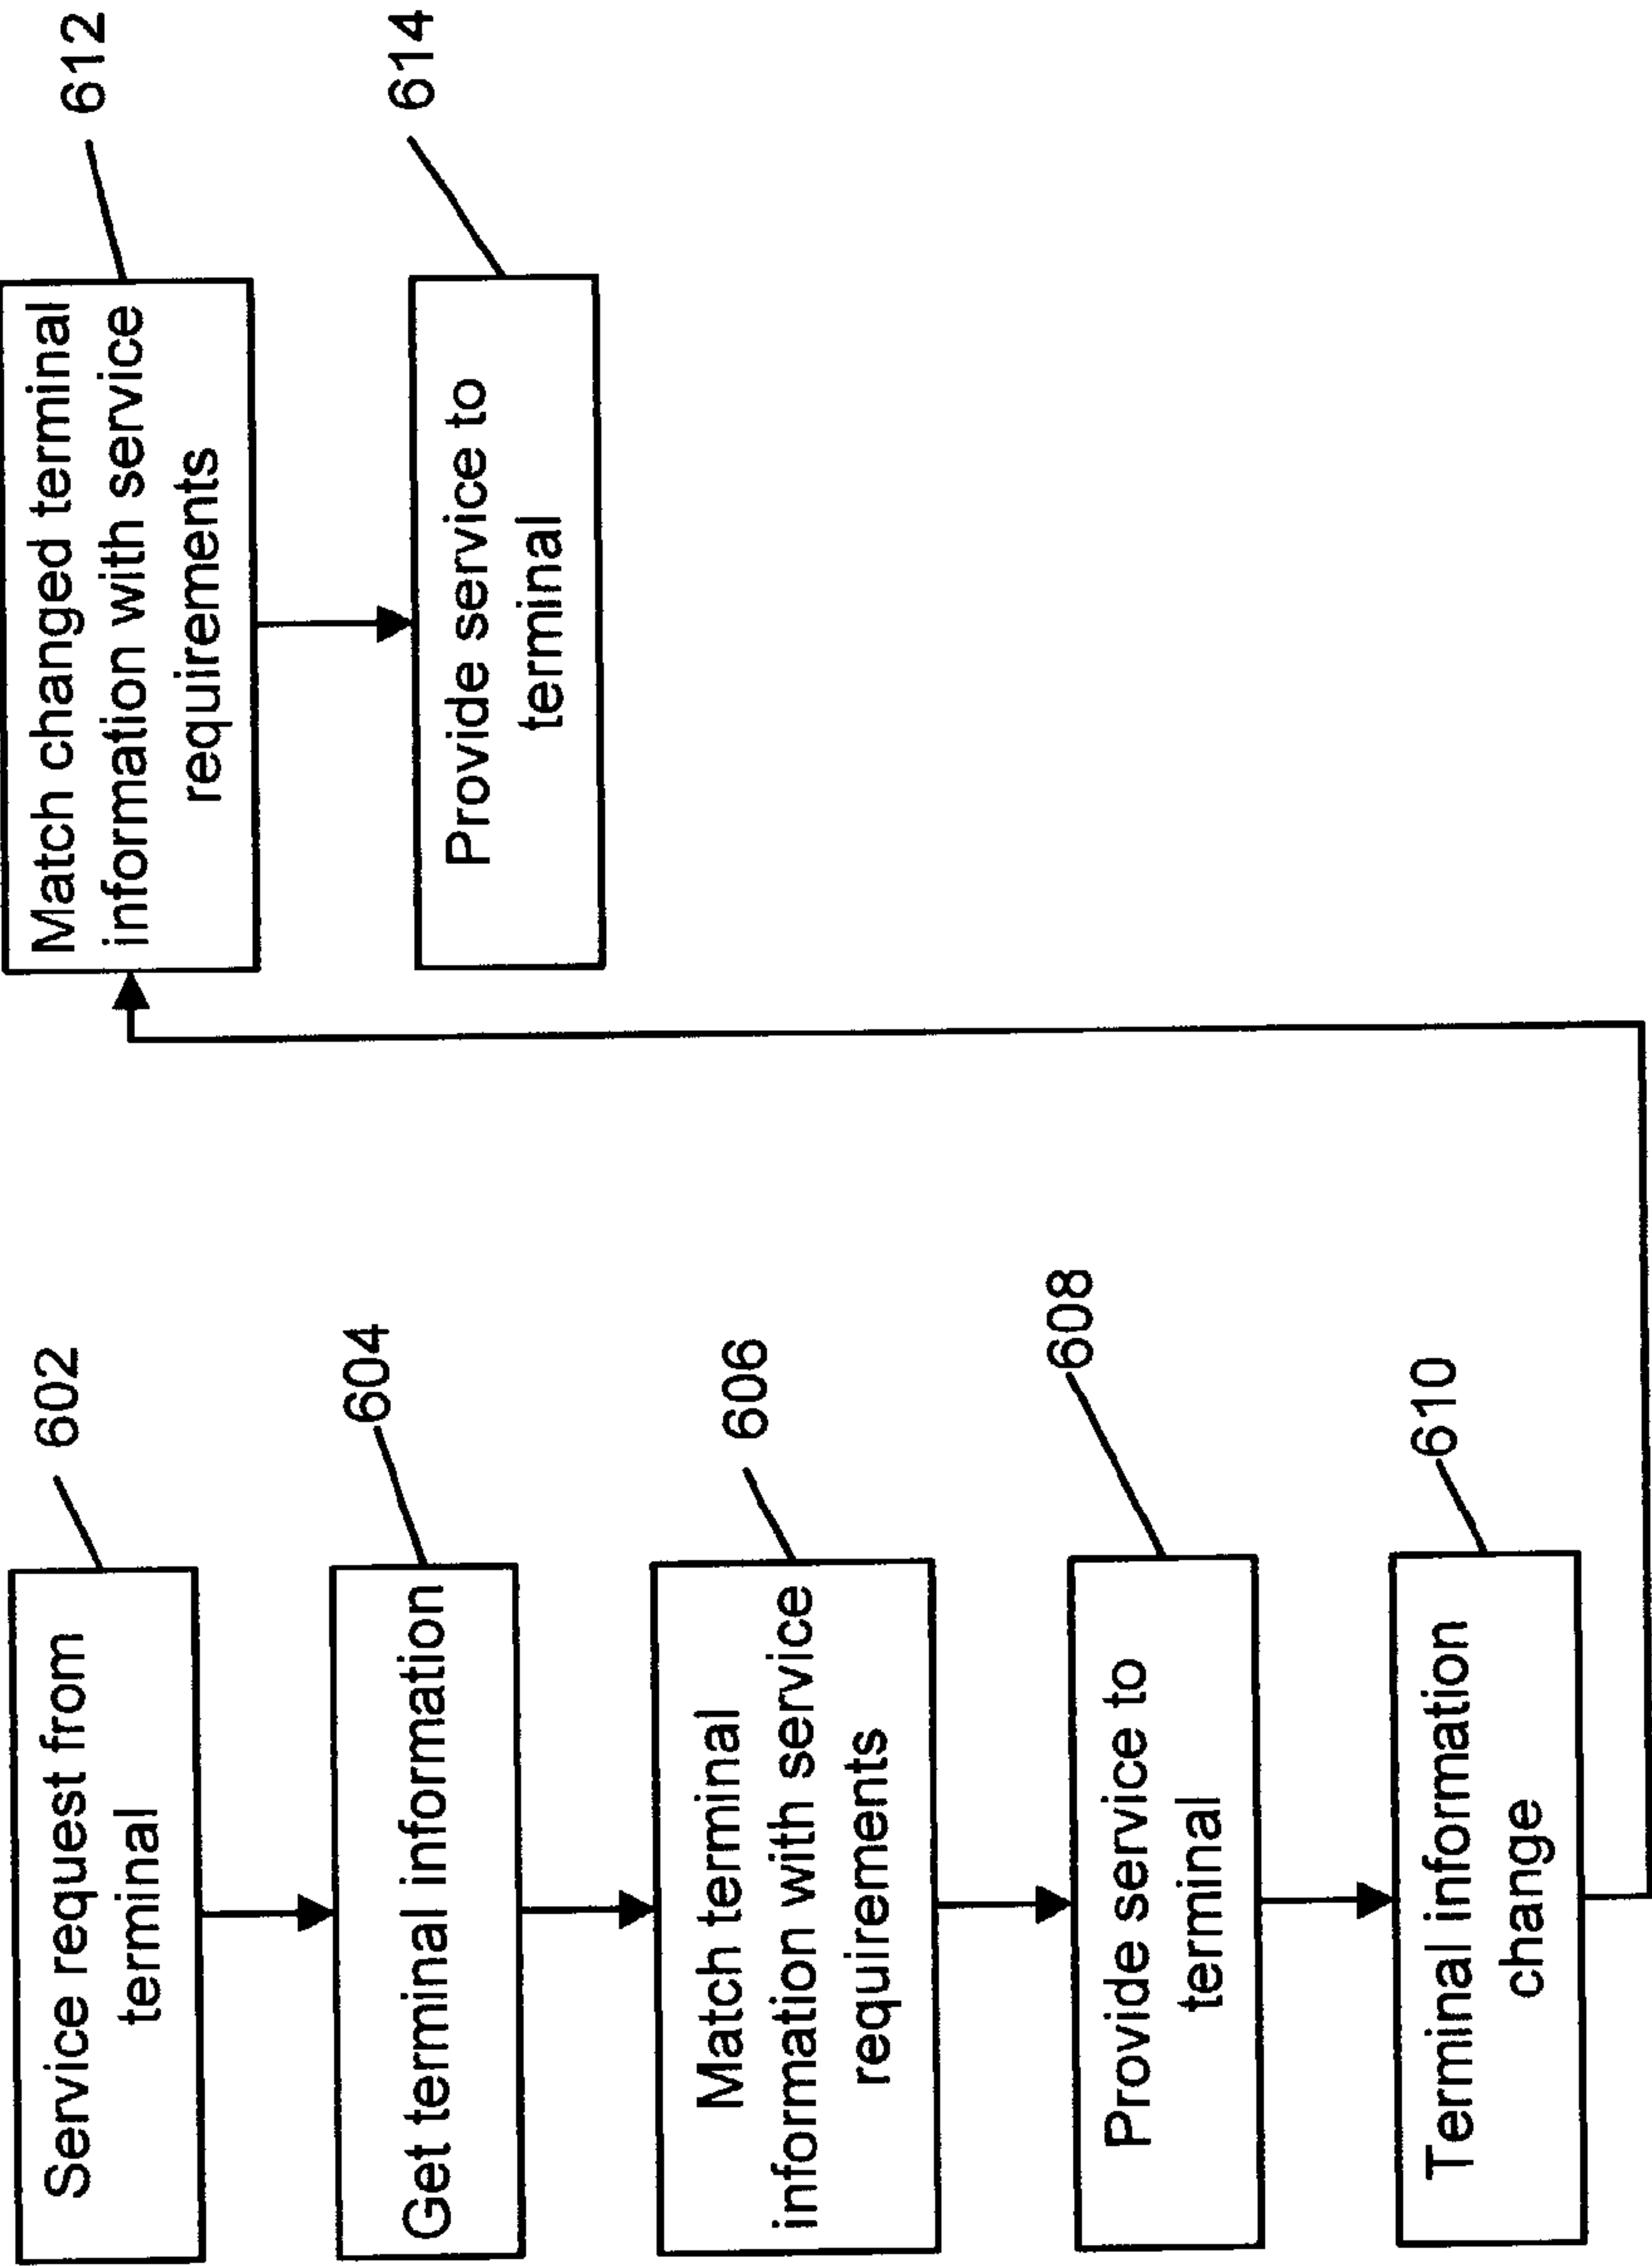 Service request from
terminal
602
Get terminal information
604
Match terminal
information with service
requirements
606
Provide service to
terminal
608
Terminal information
change
610
Match changed terminal
information with service
requirements
612
Provide service to
terminal
614